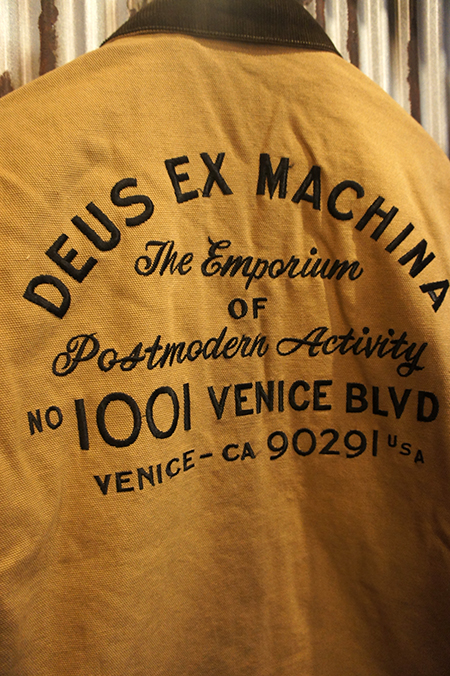 DEUS EX MACHINA
The Emporium
OF
Postmodern Activity
NO 1001 VENICE BLVD
VENICE - CA 90291 USA